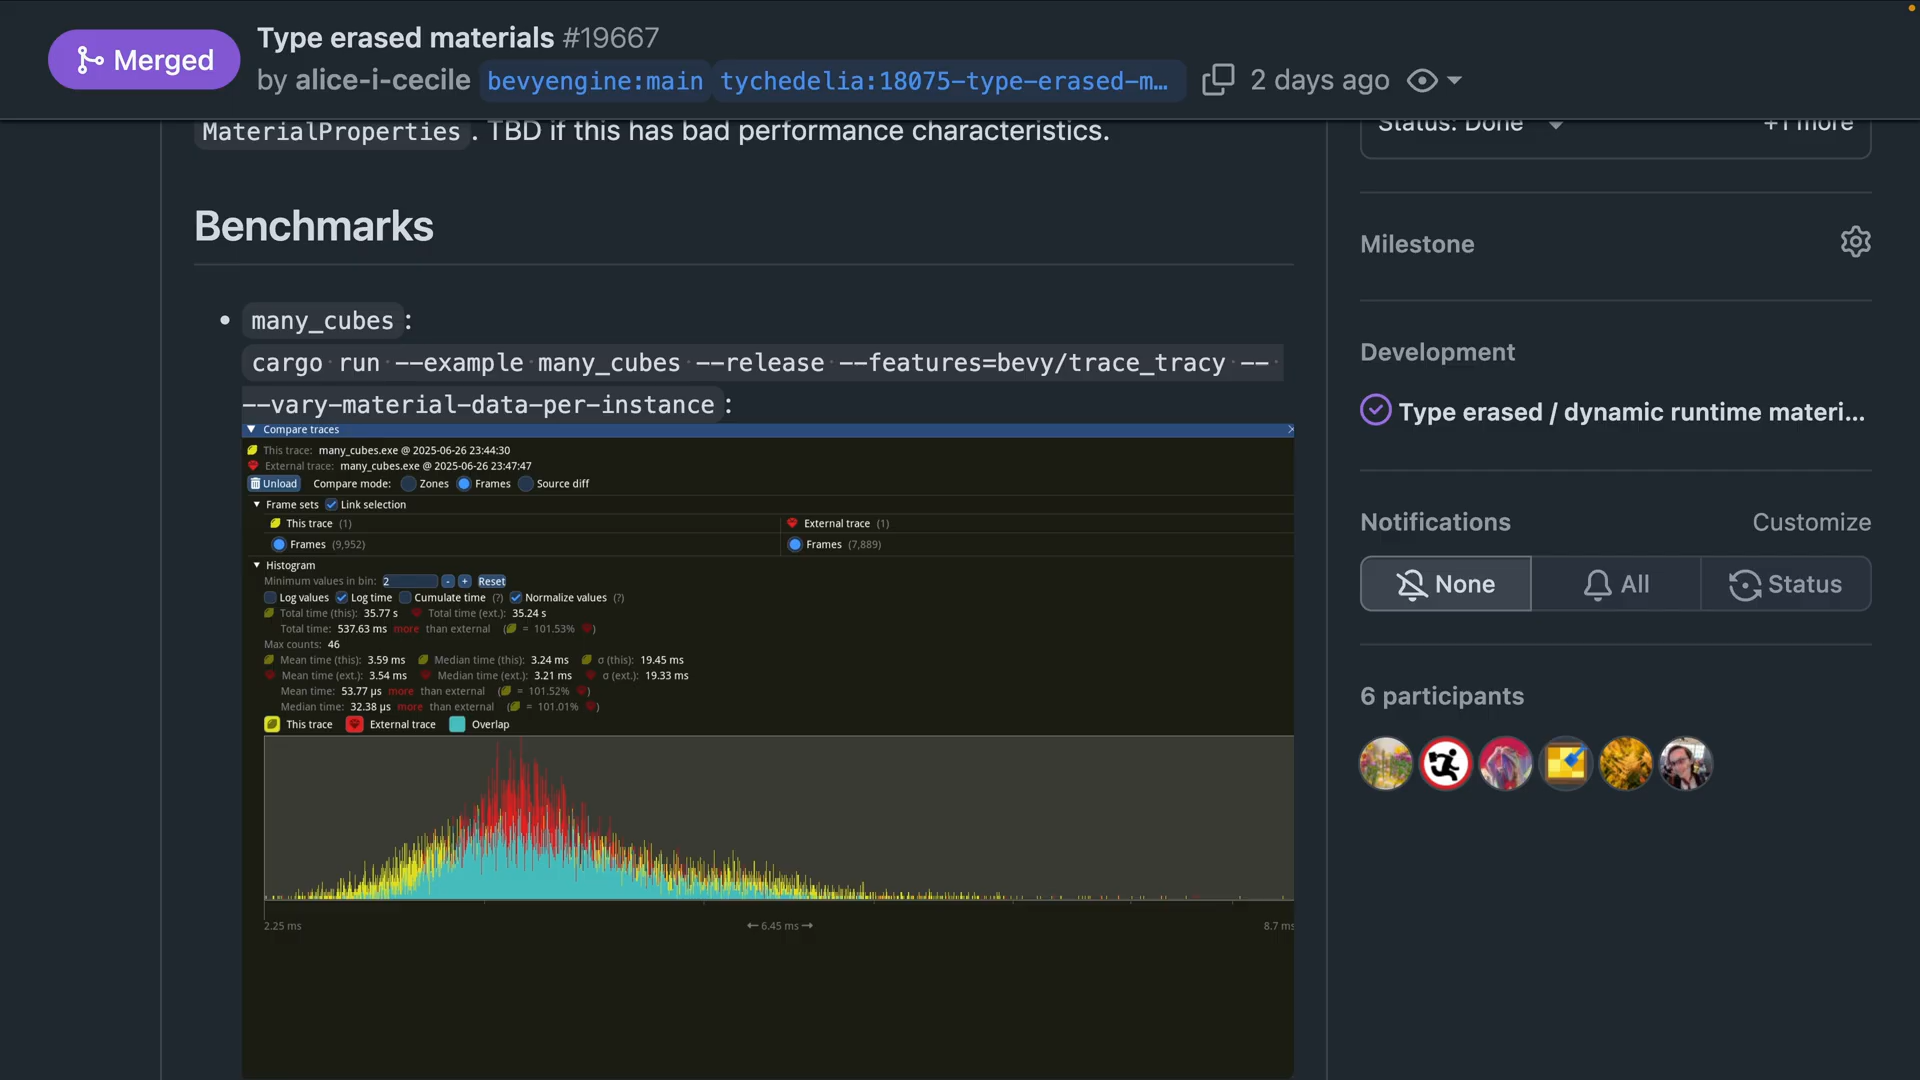 Merged
Type erased materials #19667
by alice-i-cecile bevyengine:main tychedelia:18075-type-erased-m… 2 days ago
MaterialProperties . TBD if this has bad performance characteristics.
Status: Done +1 more
Benchmarks
many_cubes :
cargo run --example many_cubes --release --features=bevy/trace_tracy --
--vary-material-data-per-instance :
Compare traces
This trace: many_cubes.exe @ 2025-06-26 23:44:30
External trace: many_cubes.exe @ 2025-06-26 23:47:47
Unload Compare mode: Zones Frames Source diff
Frame sets Link selection
This trace (1) External trace (1)
Frames (9,952) Frames (7,889)
Histogram
Minimum values in bin: 2 - + Reset
Log values Log time Cumulate time (?) Normalize values (?)
Total time (this): 35.77 s Total time (ext.): 35.24 s
Total time: 537.63 ms more than external ( = 101.53% )
Max counts: 46
Mean time (this): 3.59 ms Median time (this): 3.24 ms σ (this): 19.45 ms
Mean time (ext.): 3.54 ms Median time (ext.): 3.21 ms σ (ext.): 19.33 ms
Mean time: 53.77 μs more than external ( = 101.52% )
Median time: 32.38 μs more than external ( = 101.01% )
This trace External trace Overlap
2.25 ms ←6.45 ms→ 8.7 ms
Milestone
Development
Type erased / dynamic runtime materi...
Notifications Customize
None All Status
6 participants